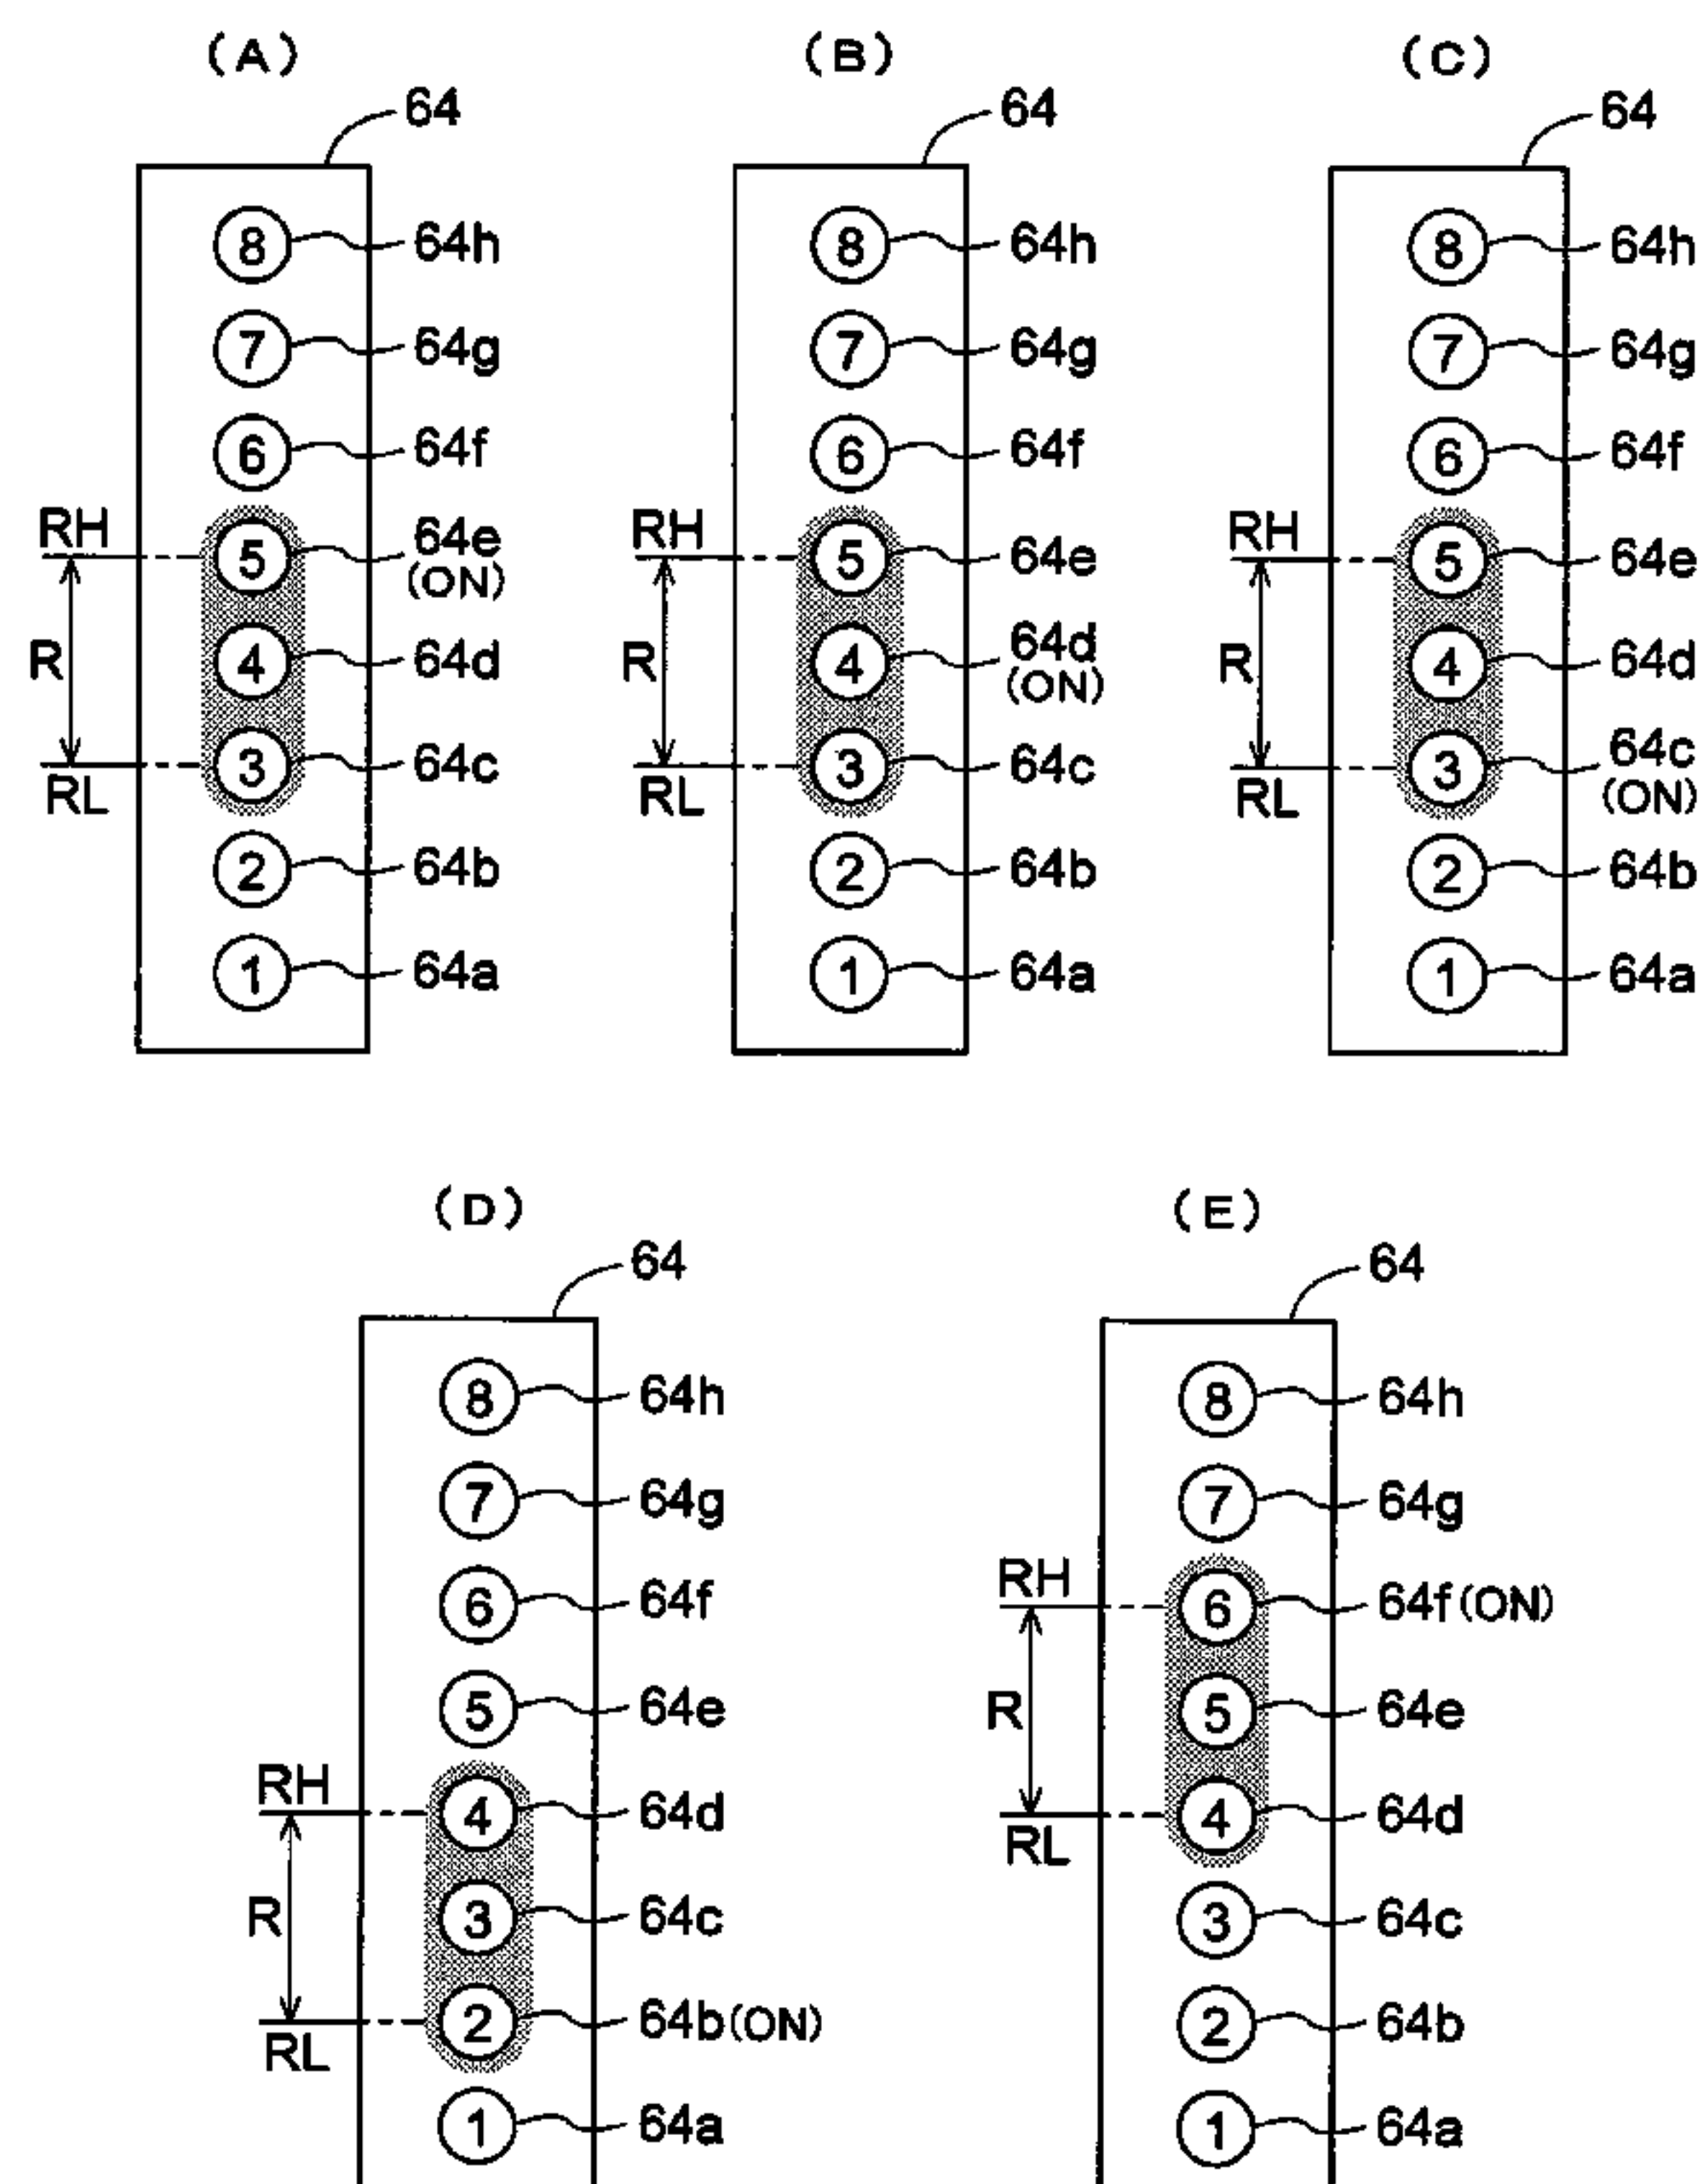 (A)
64
8 64h
7 64g
6 64f
RH 5 64e
(ON)
R 4 64d
3 64c
RL
2 64b
1 64a
(B)
64
8 64h
7 64g
6 64f
RH 5 64e
R 4 64d
(ON)
3 64c
RL
2 64b
1 64a
(C)
64
8 64h
7 64g
6 64f
RH 5 64e
R 4 64d
3 64c
RL (ON)
2 64b
1 64a
(D)
64
8 64h
7 64g
6 64f
5 64e
RH
4 64d
R 3 64c
2 64b(ON)
RL
1 64a
(E)
64
8 64h
7 64g
RH
6 64f(ON)
R 5 64e
4 64d
RL
3 64c
2 64b
1 64a